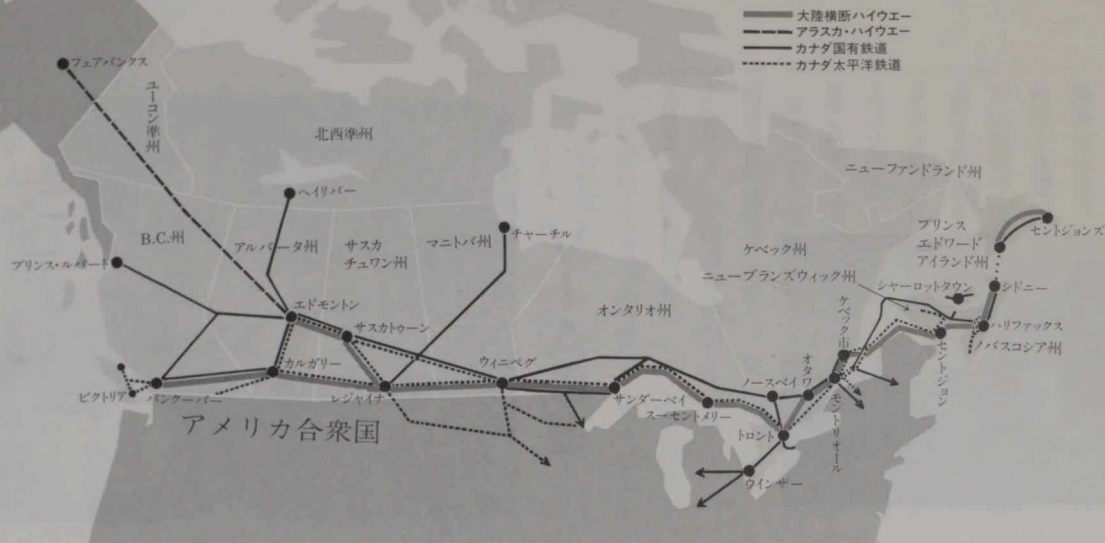 大陸横断ハイウエー
アラスカ・ハイウエー
カナダ国有鉄道
カナダ太平洋鉄道
フェアバンクス
ユーコン準州
北西準州
ヘイリバー
ニューファンドランド州
B.C.州
アルバータ州
サスカ
チュワン州
マニトバ州
チャーチル
プリンス
エドワード
アイランド州
セントジョンズ
プリンス・ルパート
ケベック州
ニューブランズウィック州
シャーロットタウン
シドニー
エドモントン
サスカトゥーン
オンタリオ州
ケベック市
ハリファックス
ノバスコシア州
セントジョン
カルガリー
ウィニペグ
オタワ
ノースベイ
ビクトリア
バンクーバー
レジャイナ
サンダーベイ
スーセントメリー
モントリオール
アメリカ合衆国
トロント
ウインザー